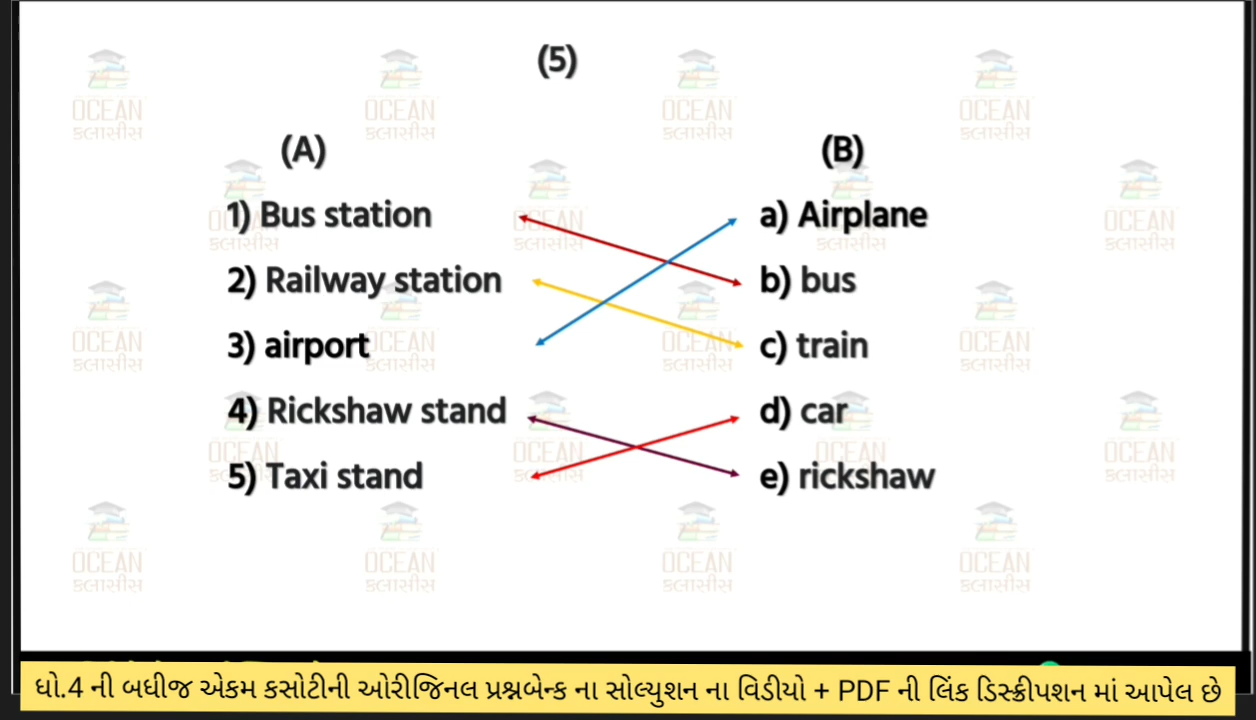 (5)
(A) (B)
1) Bus station a) Airplane
2) Railway station b) bus
3) airport c) train
4) Rickshaw stand d) car
5) Taxi stand e) rickshaw
OCEAN
ક્લાસીસ
ધો.4 ની બધીજ એકમ કસોટીની ઓરીજિનલ પ્રશ્નબેન્ક ના સોલ્યુશન ના વિડીયો + PDF ની લિંક ડિસ્ક્રીપશન માં આપેલ છે